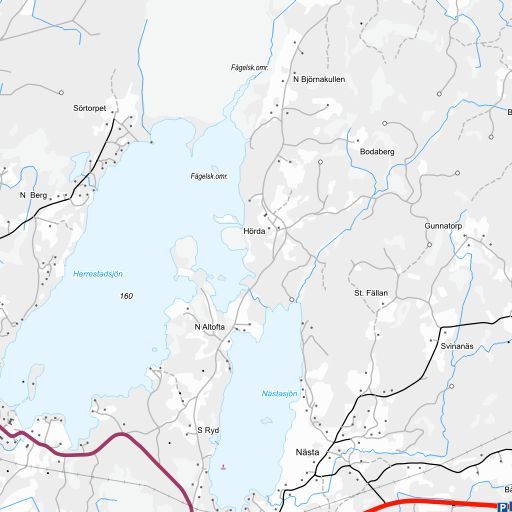 Fågelsk.omr.
N Björnakullen
Sörtorpet
Bodaberg
Fågelsk.omr.
N Berg
Gunnatorp
Hörda
Herrestadsjön
160
St. Fällan
N Altofta
Svinanäs
Nästasjön
S Ryd
Nästa
P